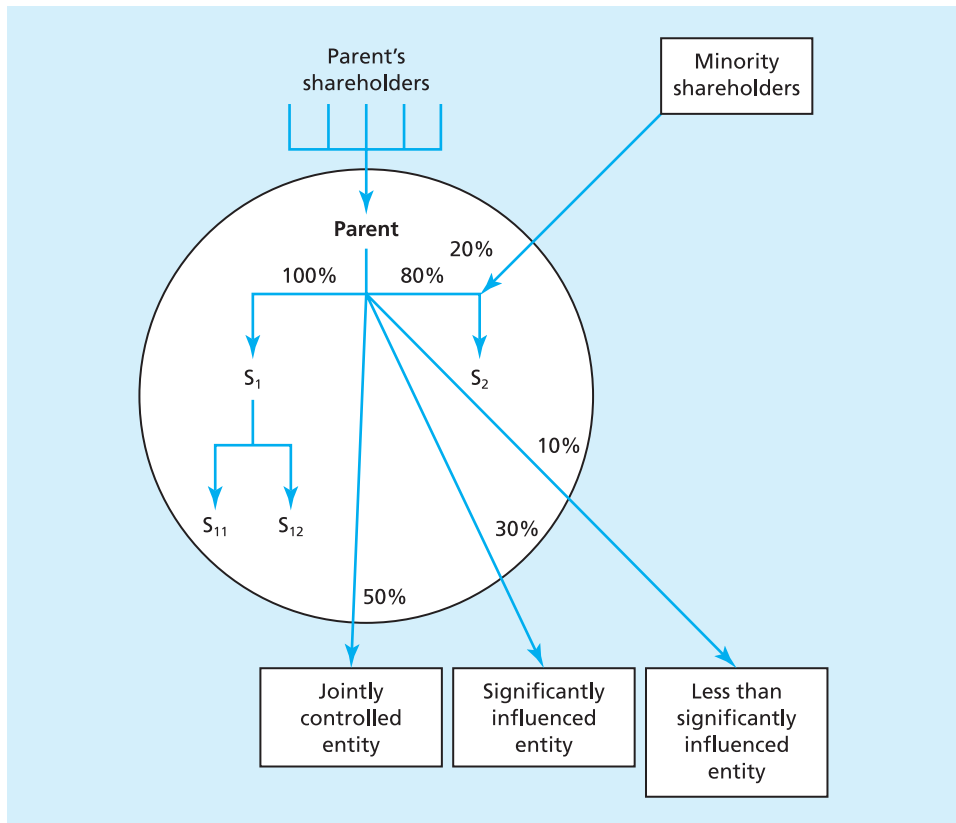 Parent's
shareholders
Minority
shareholders
Parent
20%
100%
80%
S₁
S₂
10%
S₁₁
S₁₂
30%
50%
Jointly
controlled
entity
Significantly
influenced
entity
Less than
significantly
influenced
entity